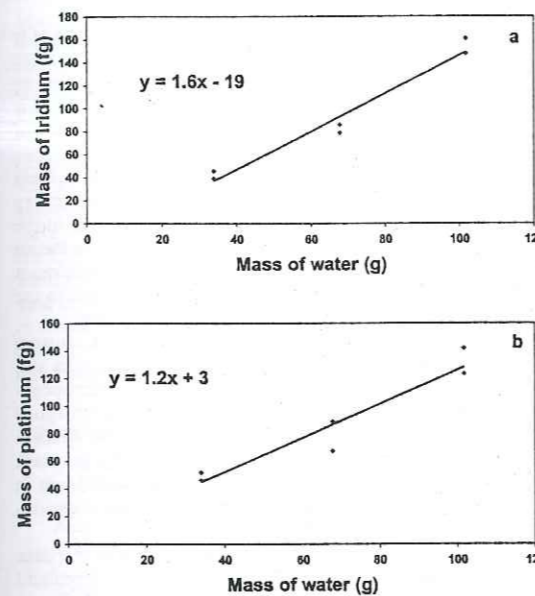 180
a
160
y = 1.6x - 19
140
120
100
80
60
40
20
0
0 20 40 60 80 100 12
Mass of Iridium (fg)
Mass of water (g)
160
b
140
y = 1.2x + 3
120
100
80
60
40
20
0
0 20 40 60 80 100 120
Mass of platinum (fg)
Mass of water (g)